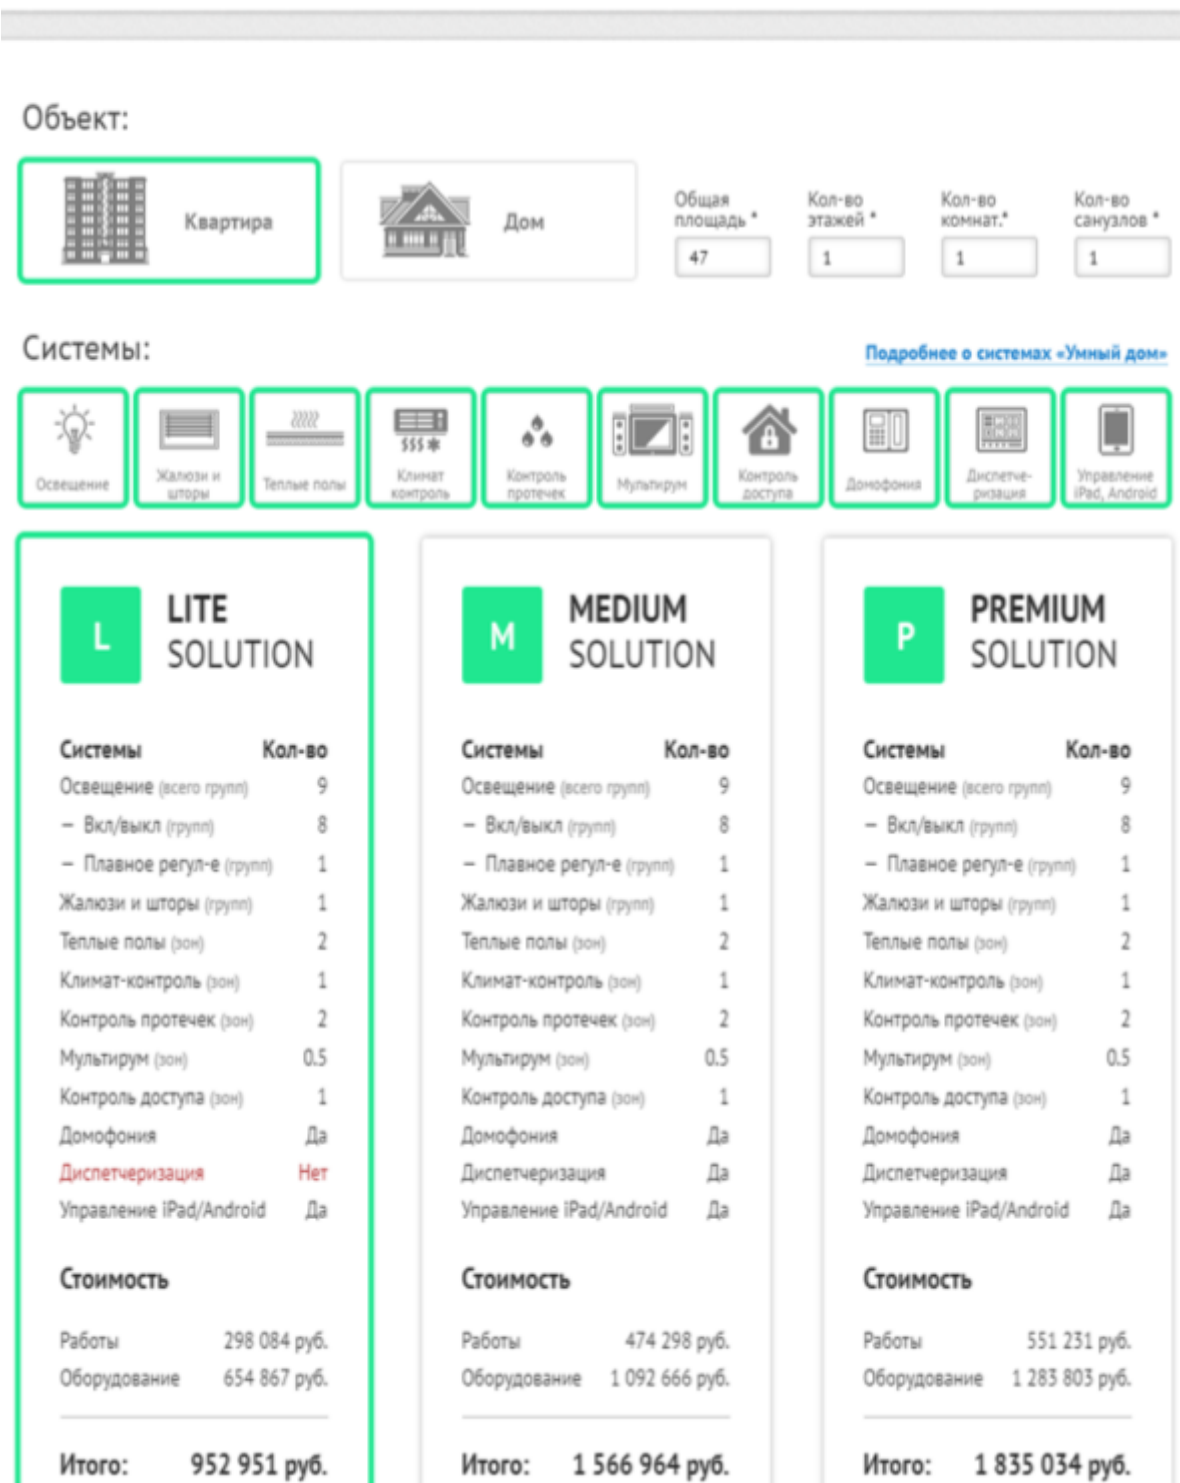 Объект:
Квартира
Дом
Общая площадь *
47
Кол-во этажей *
1
Кол-во комнат.*
1
Кол-во санузлов *
1
Системы:
Подробнее о системах «Умный дом»
Освещение
Жалюзи и шторы
Теплые полы
Климат контроль
Контроль протечек
Мультирум
Контроль доступа
Домофония
Диспетче-
ризация
Управление iPad, Android
L
LITE
SOLUTION
Системы Кол-во
Освещение (всего групп) 9
– Вкл/выкл (групп) 8
– Плавное регул-е (групп) 1
Жалюзи и шторы (групп) 1
Теплые полы (зон) 2
Климат-контроль (зон) 1
Контроль протечек (зон) 2
Мультирум (зон) 0.5
Контроль доступа (зон) 1
Домофония Да
Диспетчеризация Нет
Управление iPad/Android Да
Стоимость
Работы 298 084 руб.
Оборудование 654 867 руб.
Итого: 952 951 руб.
M
MEDIUM
SOLUTION
Системы Кол-во
Освещение (всего групп) 9
– Вкл/выкл (групп) 8
– Плавное регул-е (групп) 1
Жалюзи и шторы (групп) 1
Теплые полы (зон) 2
Климат-контроль (зон) 1
Контроль протечек (зон) 2
Мультирум (зон) 0.5
Контроль доступа (зон) 1
Домофония Да
Диспетчеризация Да
Управление iPad/Android Да
Стоимость
Работы 474 298 руб.
Оборудование 1 092 666 руб.
Итого: 1 566 964 руб.
P
PREMIUM
SOLUTION
Системы Кол-во
Освещение (всего групп) 9
– Вкл/выкл (групп) 8
– Плавное регул-е (групп) 1
Жалюзи и шторы (групп) 1
Теплые полы (зон) 2
Климат-контроль (зон) 1
Контроль протечек (зон) 2
Мультирум (зон) 0.5
Контроль доступа (зон) 1
Домофония Да
Диспетчеризация Да
Управление iPad/Android Да
Стоимость
Работы 551 231 руб.
Оборудование 1 283 803 руб.
Итого: 1 835 034 руб.